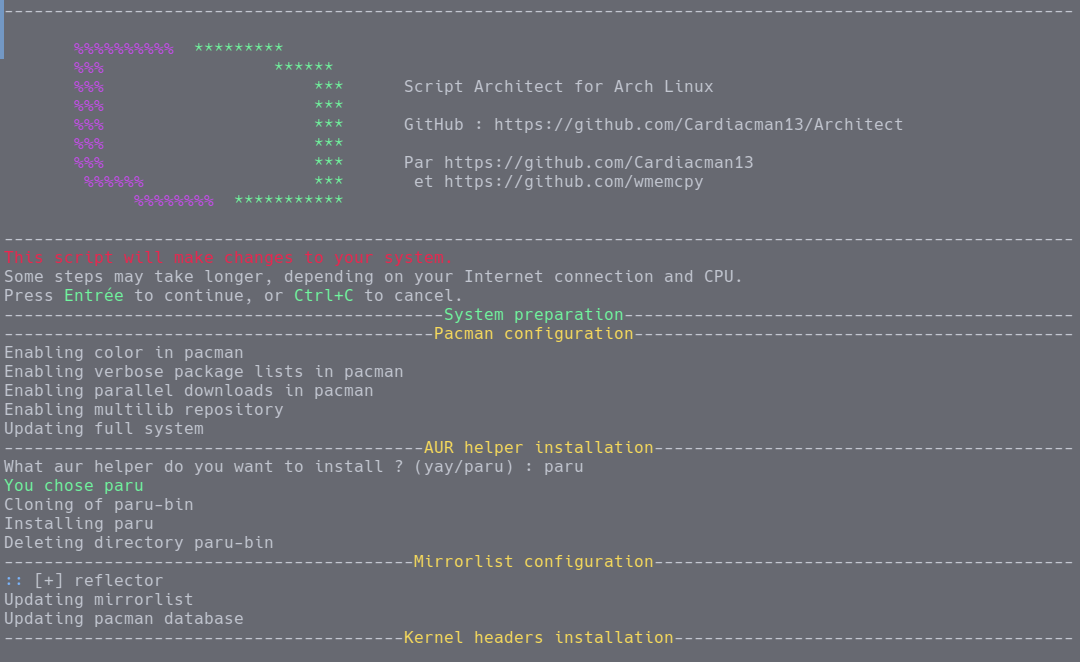 -----------------------------------------------------------------------------------------------------------
%%%%%%%%%% *********
%%% ******
%%% *** Script Architect for Arch Linux
%%% ***
%%% *** GitHub : https://github.com/Cardiacman13/Architect
%%% ***
%%% *** Par https://github.com/Cardiacman13
%%%%%% *** et https://github.com/wmemcpy
%%%%%%%% ***********
-----------------------------------------------------------------------------------------------------------
This script will make changes to your system.
Some steps may take longer, depending on your Internet connection and CPU.
Press Entrée to continue, or Ctrl+C to cancel.
--------------------------------------------System preparation---------------------------------------------
-------------------------------------------Pacman configuration--------------------------------------------
Enabling color in pacman
Enabling verbose package lists in pacman
Enabling parallel downloads in pacman
Enabling multilib repository
Updating full system
------------------------------------------AUR helper installation------------------------------------------
What aur helper do you want to install ? (yay/paru) : paru
You chose paru
Cloning of paru-bin
Installing paru
Deleting directory paru-bin
-----------------------------------------Mirrorlist configuration------------------------------------------
:: [+] reflector
Updating mirrorlist
Updating pacman database
----------------------------------------Kernel headers installation----------------------------------------